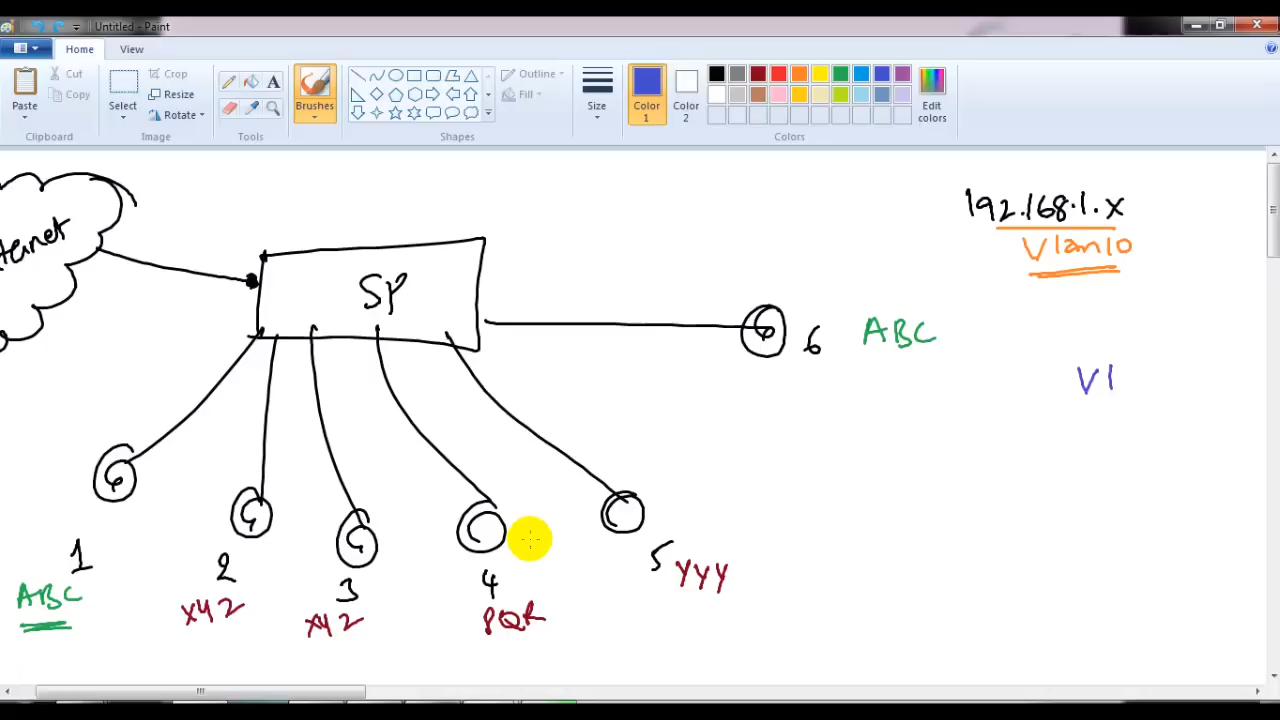 Untitled - Paint
Home
View
Paste
Clipboard
Select
Crop
Resize
Rotate
Image
Cut
Copy
Tools
Brushes
Shapes
Outline
Fill
Size
Color
1
Color
2
Edit
colors
Colors
192.168.1.x
Vlan10
SP
6
ABC
Vl
1
ABC
2
XYZ
3
XYZ
4
PQR
5
YYY